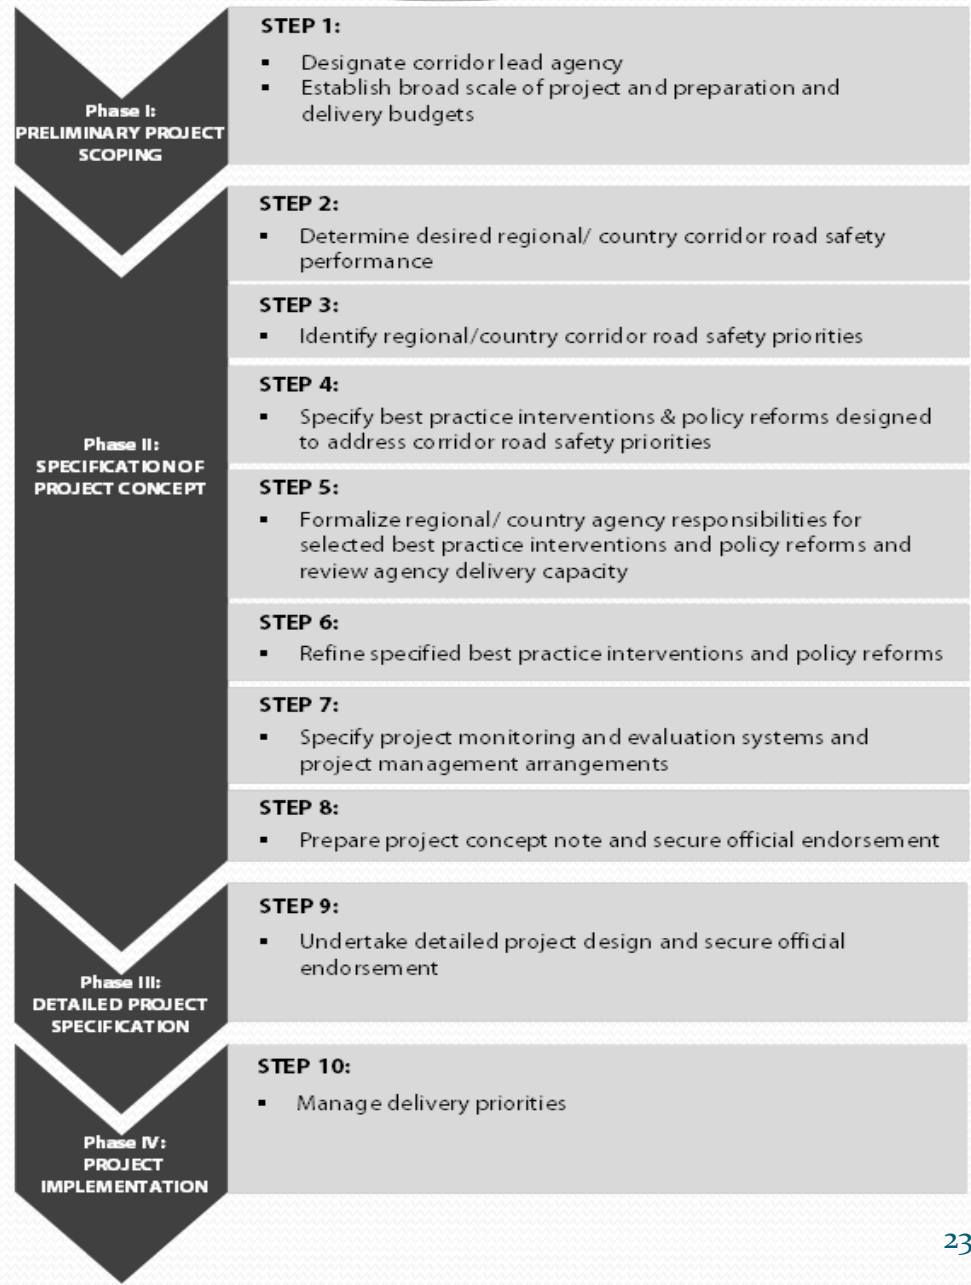 Phase I:
PRELIMINARY PROJECT
SCOPING
STEP 1:
▪ Designate corridor lead agency
▪ Establish broad scale of project and preparation and
delivery budgets
Phase II:
SPECIFICATION OF
PROJECT CONCEPT
STEP 2:
▪ Determine desired regional/ country corridor road safety
performance
STEP 3:
▪ Identify regional/country corridor road safety priorities
STEP 4:
▪ Specify best practice interventions & policy reforms designed
to address corridor road safety priorities
STEP 5:
▪ Formalize regional/ country agency responsibilities for
selected best practice interventions and policy reforms and
review agency delivery capacity
STEP 6:
▪ Refine specified best practice interventions and policy reforms
STEP 7:
▪ Specify project monitoring and evaluation systems and
project management arrangements
STEP 8:
▪ Prepare project concept note and secure official endorsement
Phase III:
DETAILED PROJECT
SPECIFICATION
STEP 9:
▪ Undertake detailed project design and secure official
endorsement
Phase IV:
PROJECT
IMPLEMENTATION
STEP 10:
▪ Manage delivery priorities
23